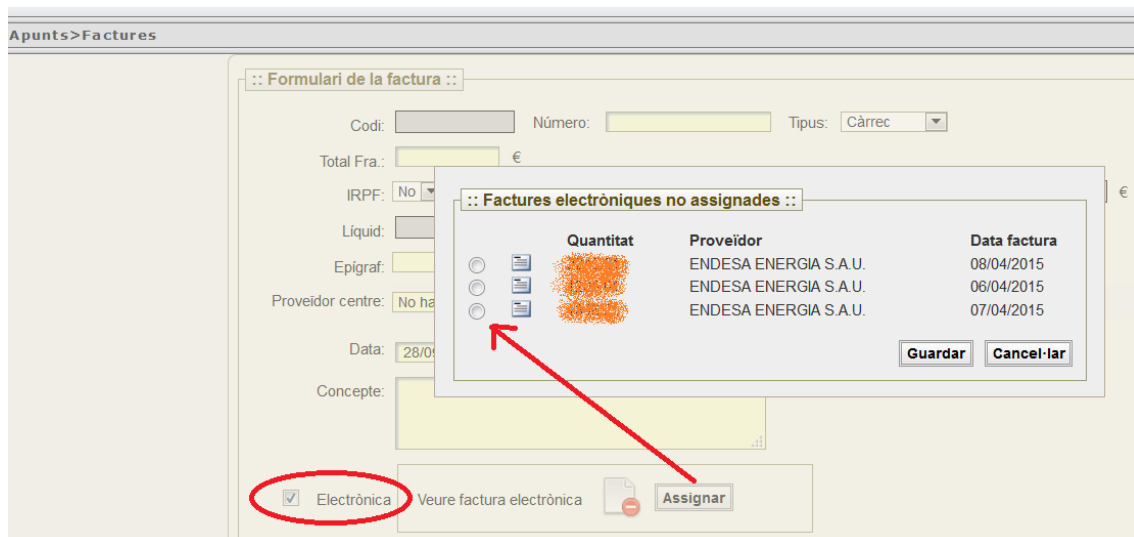 Apunts>Factures
:: Formulari de la factura ::
Codi: Número: Tipus: Càrrec
Total Fra.: €
IRPF: No €
:: Factures electròniques no assignades ::
Líquid:
Quantitat Proveïdor Data factura
Epígraf: ENDESA ENERGIA S.A.U. 08/04/2015
ENDESA ENERGIA S.A.U. 06/04/2015
Proveïdor centre: No ha
ENDESA ENERGIA S.A.U. 07/04/2015
Data: 28/09
Guardar Cancel·lar
Concepte:
Electrònica Veure factura electrònica Assignar